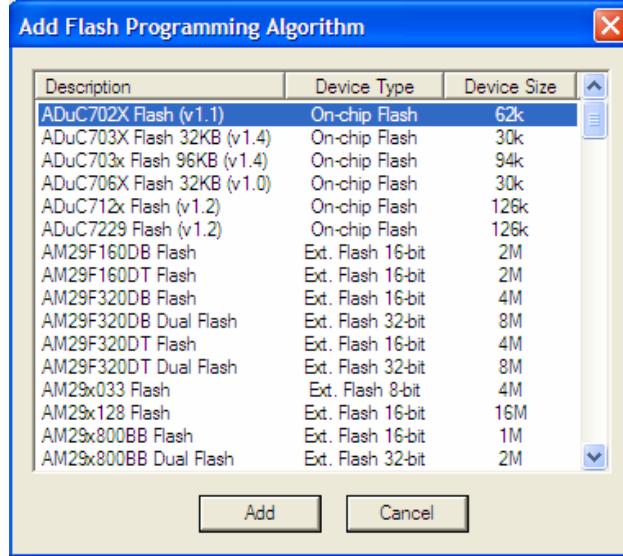 Add Flash Programming Algorithm
Description Device Type Device Size
ADuC702X Flash (v1.1) On-chip Flash 62k
ADuC703X Flash 32KB (v1.4) On-chip Flash 30k
ADuC703x Flash 96KB (v1.4) On-chip Flash 94k
ADuC706X Flash 32KB (v1.0) On-chip Flash 30k
ADuC712x Flash (v1.2) On-chip Flash 126k
ADuC7229 Flash (v1.2) On-chip Flash 126k
AM29F160DB Flash Ext. Flash 16-bit 2M
AM29F160DT Flash Ext. Flash 16-bit 2M
AM29F320DB Flash Ext. Flash 16-bit 4M
AM29F320DB Dual Flash Ext. Flash 32-bit 8M
AM29F320DT Flash Ext. Flash 16-bit 4M
AM29F320DT Dual Flash Ext. Flash 32-bit 8M
AM29x033 Flash Ext. Flash 8-bit 4M
AM29x128 Flash Ext. Flash 16-bit 16M
AM29x800BB Flash Ext. Flash 16-bit 1M
AM29x800BB Dual Flash Ext. Flash 32-bit 2M
Add Cancel